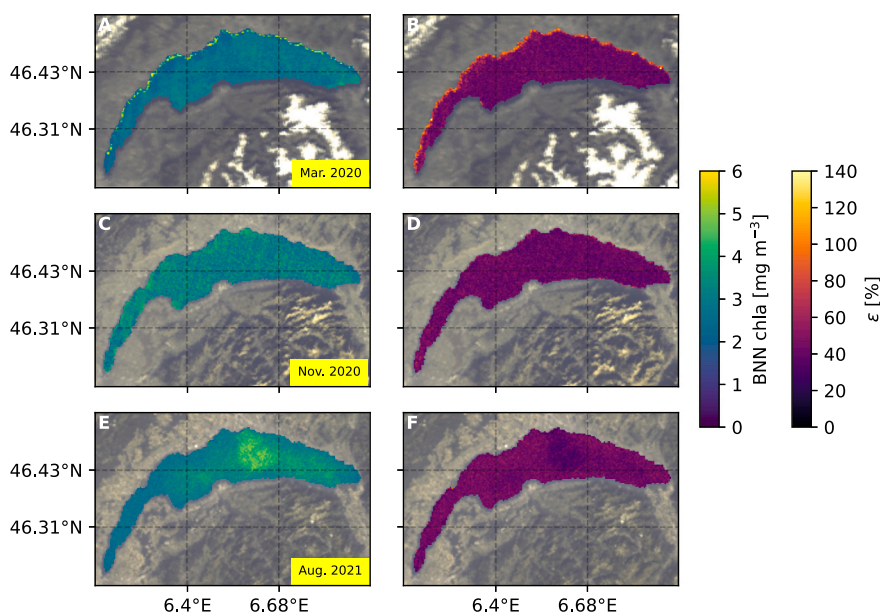 A
B
46.43°N
46.31°N
Mar. 2020
C
D
46.43°N
46.31°N
Nov. 2020
E
F
46.43°N
46.31°N
Aug. 2021
6.4°E
6.68°E
6.4°E
6.68°E
6
5
4
3
2
1
0
BNN chla [mg m⁻³]
140
120
100
80
60
40
20
0
ε [%]